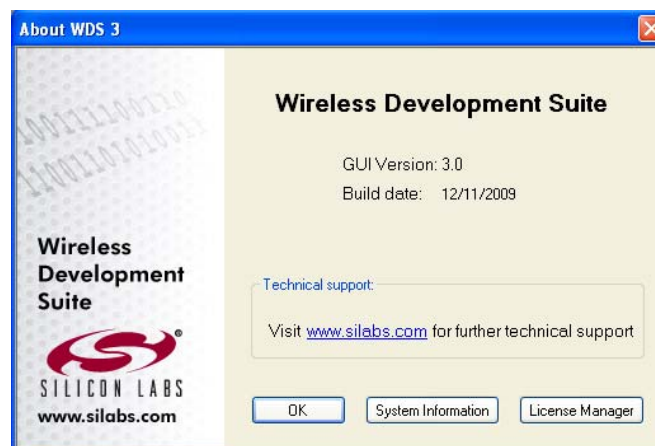 About WDS 3
100111100110
1100110101010011
Wireless
Development
Suite
SILICON LABS
www.silabs.com
Wireless Development Suite
GUI Version: 3.0
Build date: 12/11/2009
Technical support:
Visit www.silabs.com for further technical support
OK
System Information
License Manager